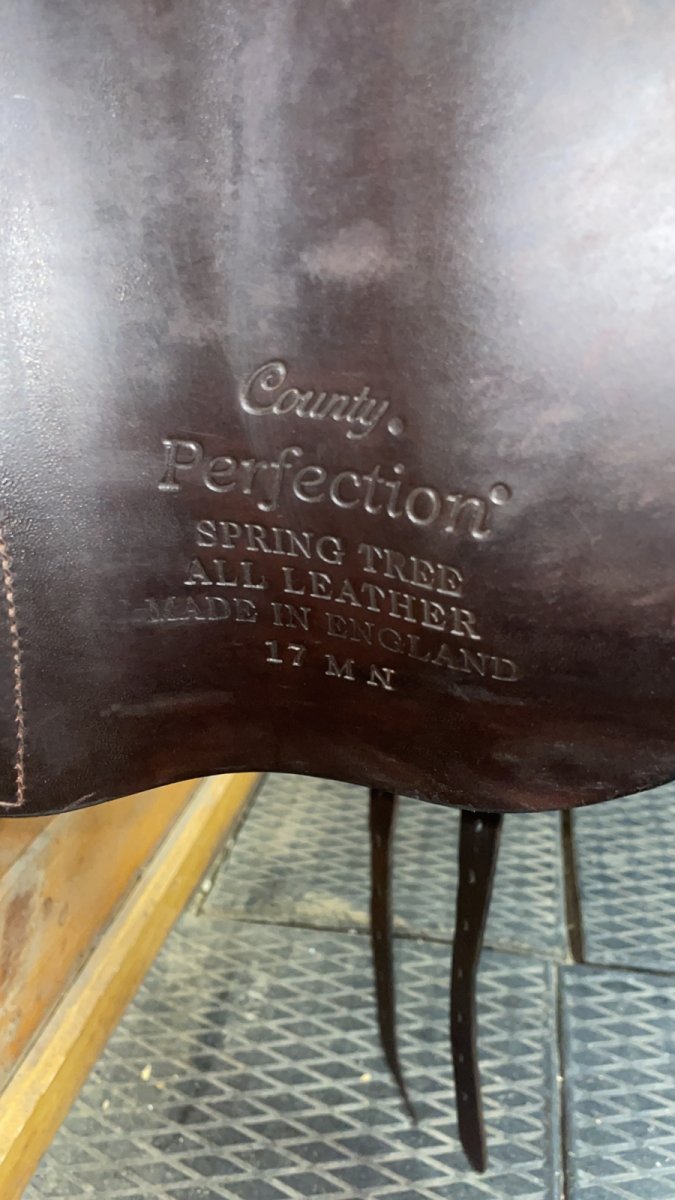 County.
Perfection
SPRING TREE
ALL LEATHER
MADE IN ENGLAND
17 M N